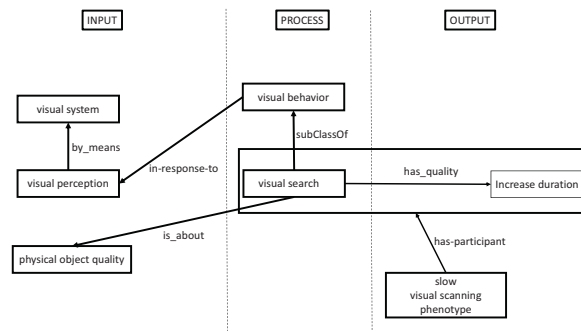 INPUT
PROCESS
OUTPUT
visual system
visual behavior
by_means
subClassOf
in-response-to
visual perception
visual search
has_quality
Increase duration
is_about
has-participant
physical object quality
slow
visual scanning
phenotype